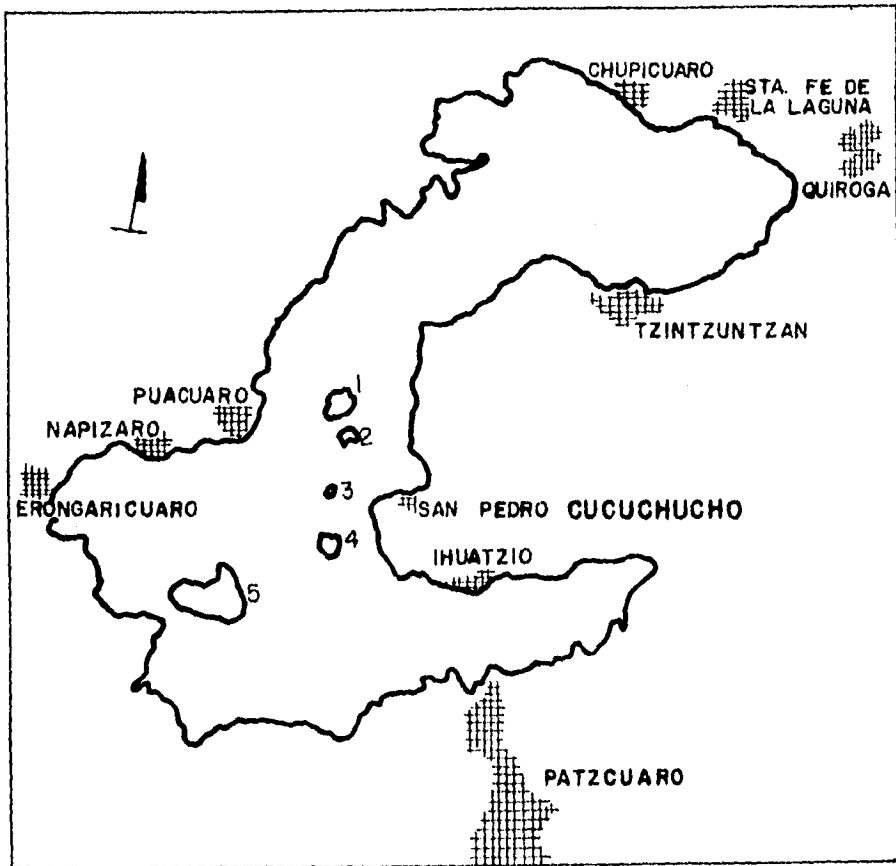 CHUPICUARO
STA. FE DE
LA LAGUNA
QUIROGA
TZINTZUNTZAN
1
PUACUARO
2
NAPIZARO
3
ERONGARICUARO
SAN PEDRO CUCUCHUCHO
4
IHUATZIO
5
PATZCUARO